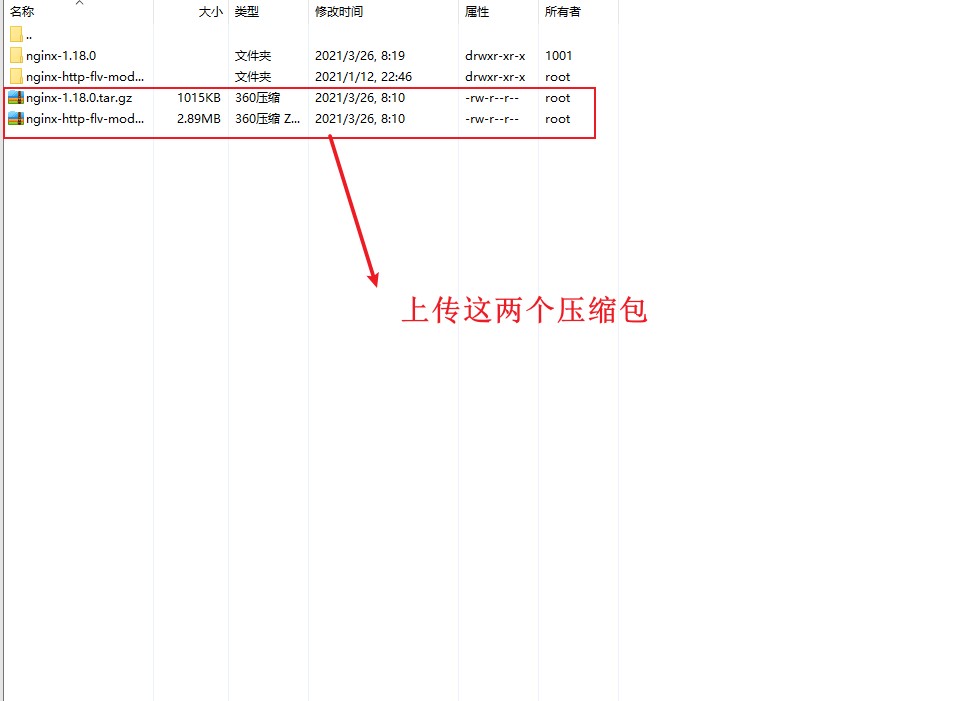 名称 大小 类型 修改时间 属性 所有者
..
nginx-1.18.0 文件夹 2021/3/26, 8:19 drwxr-xr-x 1001
nginx-http-flv-mod... 文件夹 2021/1/12, 22:46 drwxr-xr-x root
nginx-1.18.0.tar.gz 1015KB 360压缩 2021/3/26, 8:10 -rw-r--r-- root
nginx-http-flv-mod... 2.89MB 360压缩 Z... 2021/3/26, 8:10 -rw-r--r-- root
上传这两个压缩包